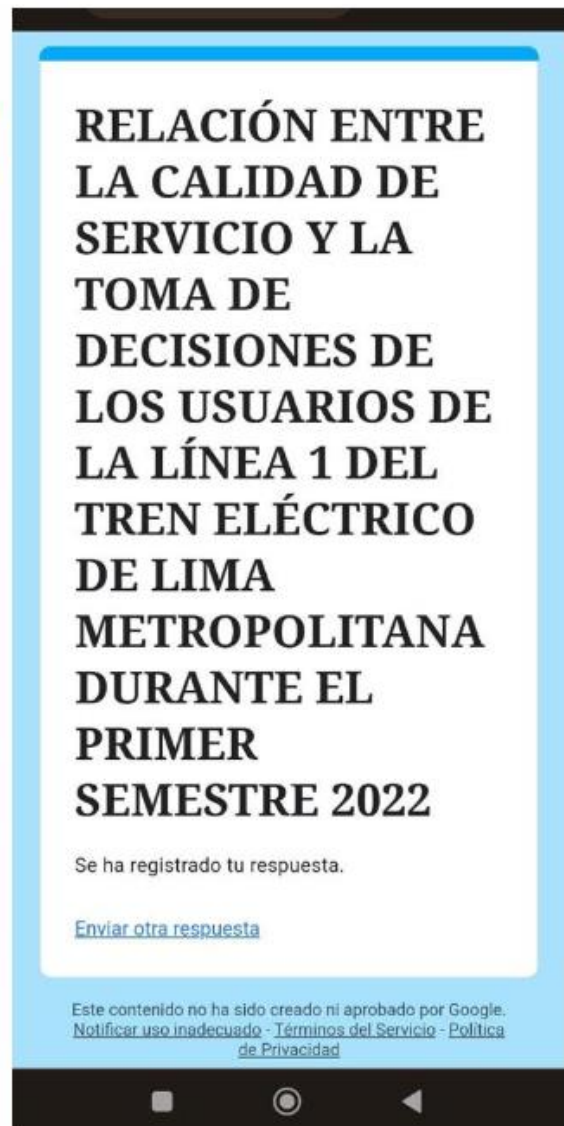 RELACIÓN ENTRE
LA CALIDAD DE
SERVICIO Y LA
TOMA DE
DECISIONES DE
LOS USUARIOS DE
LA LÍNEA 1 DEL
TREN ELÉCTRICO
DE LIMA
METROPOLITANA
DURANTE EL
PRIMER
SEMESTRE 2022
Se ha registrado tu respuesta.
Enviar otra respuesta
Este contenido no ha sido creado ni aprobado por Google.
Notificar uso inadecuado - Términos del Servicio - Política
de Privacidad